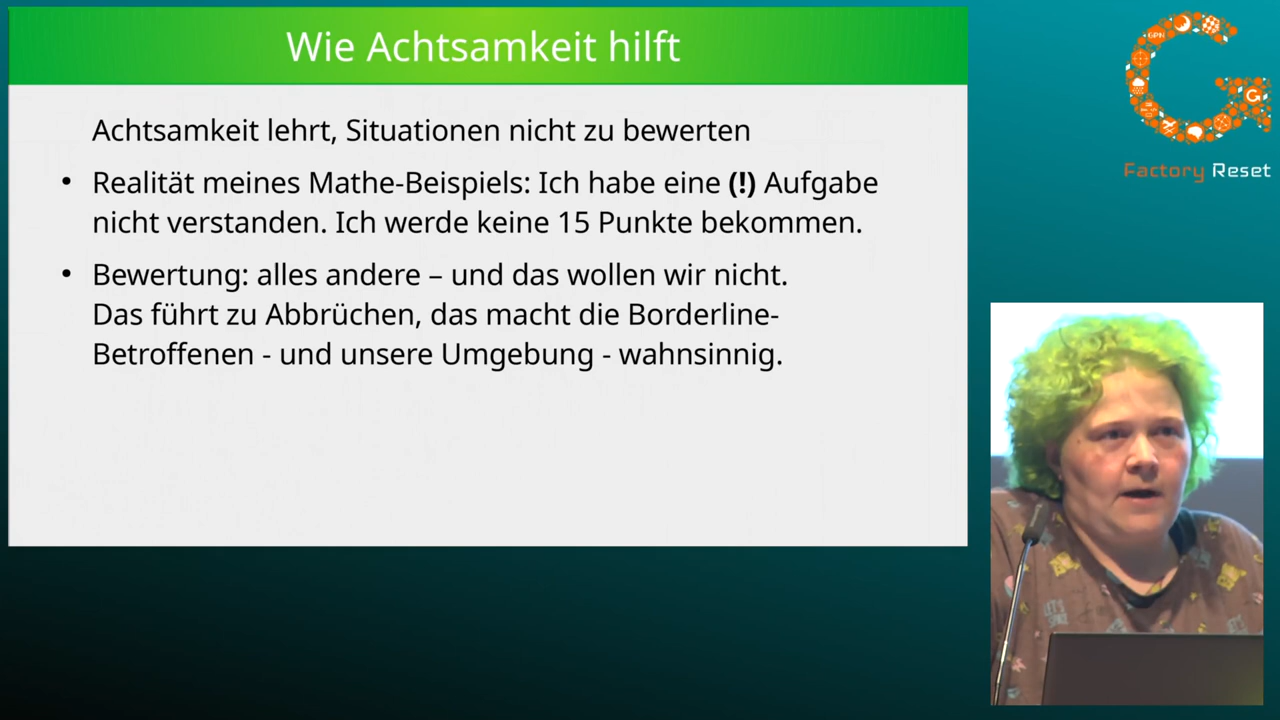 Wie Achtsamkeit hilft
Achtsamkeit lehrt, Situationen nicht zu bewerten
• Realität meines Mathe-Beispiels: Ich habe eine (!) Aufgabe
nicht verstanden. Ich werde keine 15 Punkte bekommen.
• Bewertung: alles andere – und das wollen wir nicht.
Das führt zu Abbrüchen, das macht die Borderline-
Betroffenen - und unsere Umgebung - wahnsinnig.
GPN
G
Factory Reset